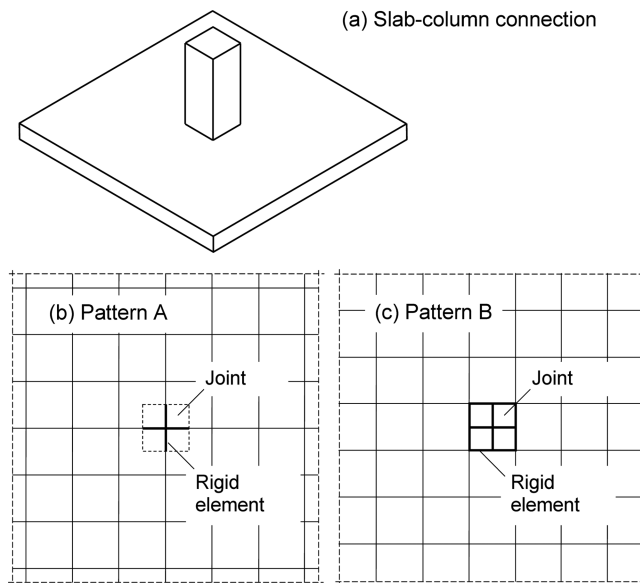 (a) Slab-column connection
(b) Pattern A
Joint
Rigid
element
(c) Pattern B
Joint
Rigid
element